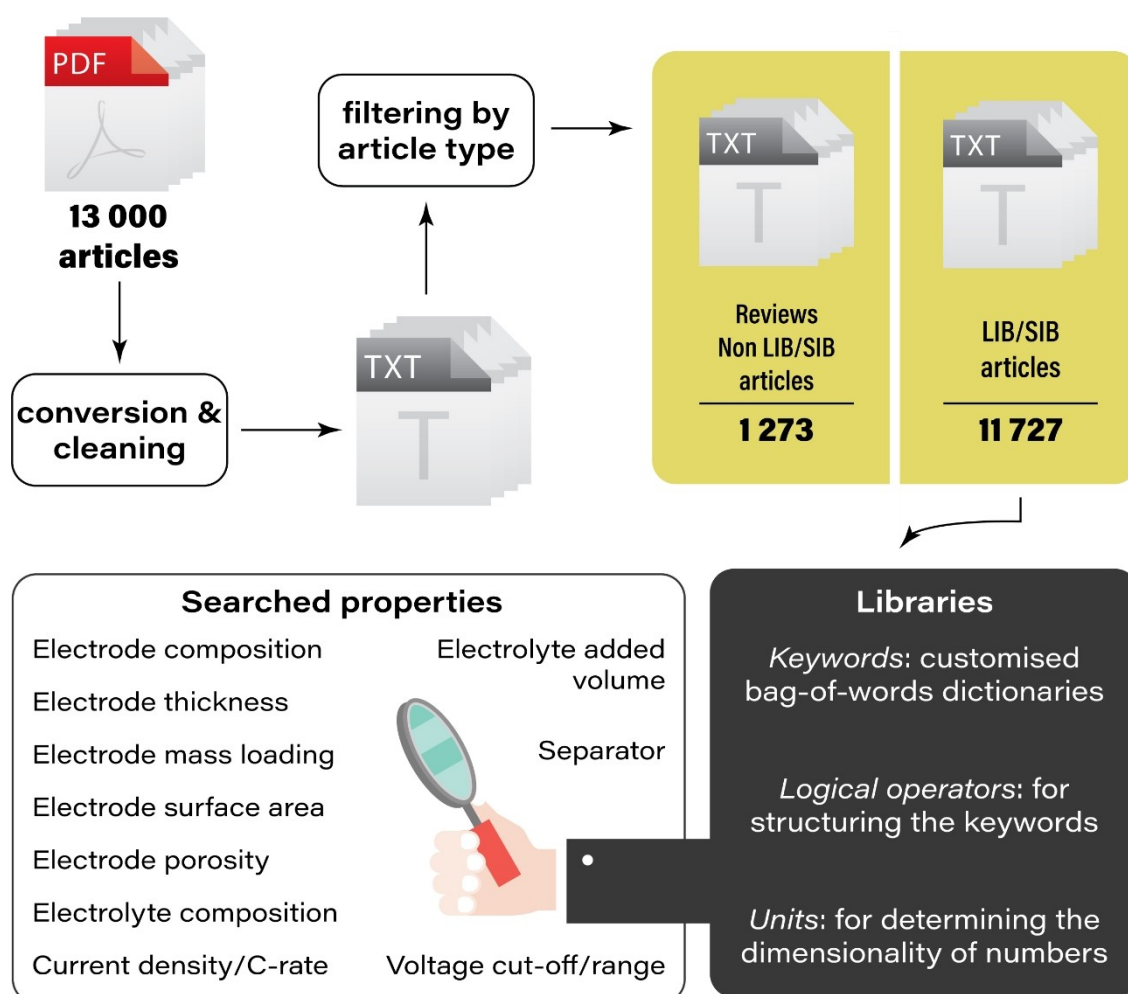 PDF
13 000
articles
conversion &
cleaning
TXT
T
filtering by
article type
TXT
T
Reviews
Non LIB/SIB
articles
1 273
TXT
T
LIB/SIB
articles
11 727
Searched properties
Electrode composition
Electrode thickness
Electrode mass loading
Electrode surface area
Electrode porosity
Electrolyte composition
Current density/C-rate
Electrolyte added
volume
Separator
Voltage cut-off/range
Libraries
Keywords: customised
bag-of-words dictionaries
Logical operators: for
structuring the keywords
Units: for determining the
dimensionality of numbers